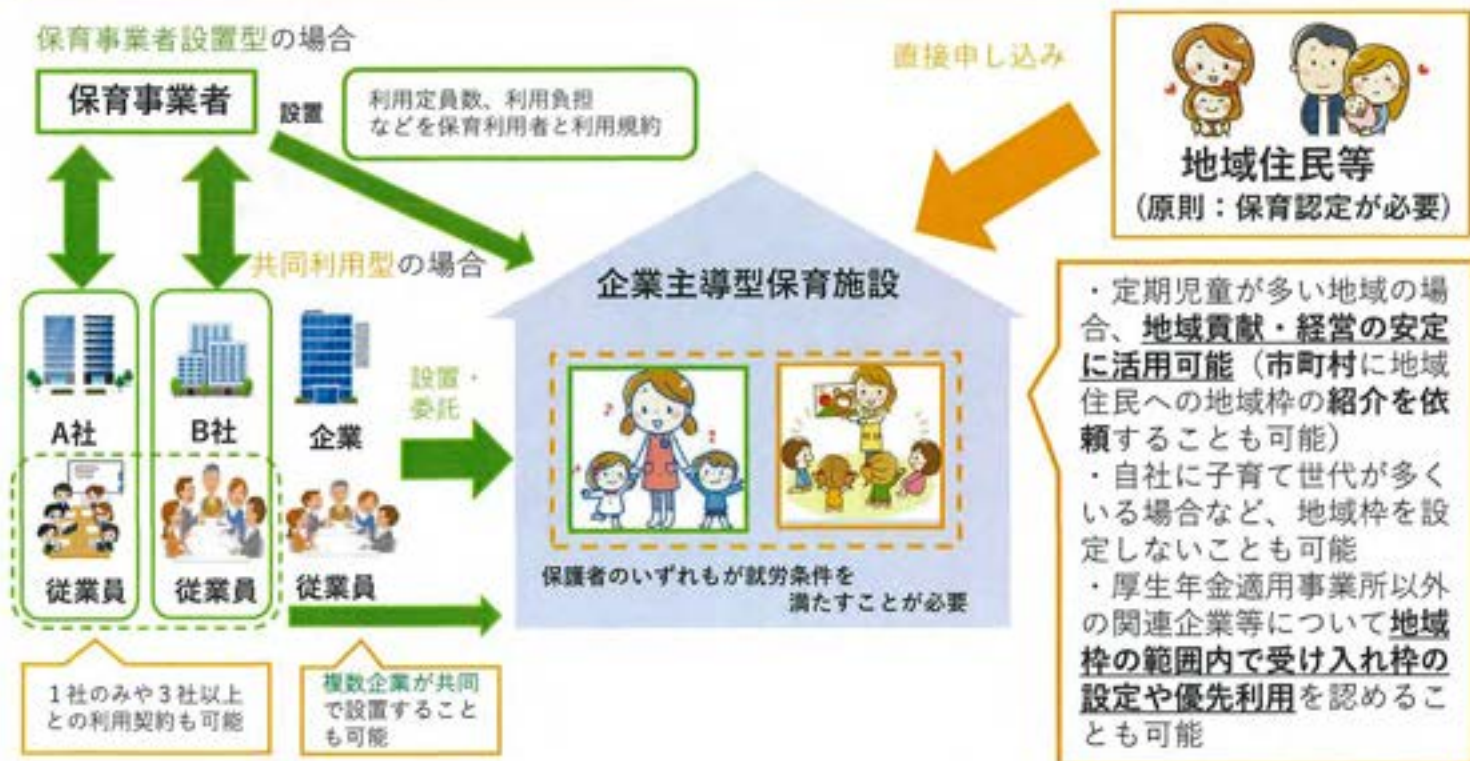 保育事業者設置型の場合
保育事業者
設置
利用定員数、利用負担
などを保育利用者と利用規約
直接申し込み
地域住民等
(原則：保育認定が必要)
共同利用型の場合
A社
B社
企業
従業員
従業員
従業員
設置・
委託
企業主導型保育施設
保護者のいずれもが就労条件を
満たすことが必要
1社のみや3社以上
との利用契約も可能
複数企業が共同
で設置すること
も可能
・定期児童が多い地域の場
合、地域貢献・経営の安定
に活用可能（市町村に地域
住民への地域枠の紹介を依
頼することも可能）
・自社に子育て世代が多く
いる場合など、地域枠を設
定しないことも可能
・厚生年金適用事業所以外
の関連企業等について地域
枠の範囲内で受け入れ枠の
設定や優先利用を認めるこ
とも可能